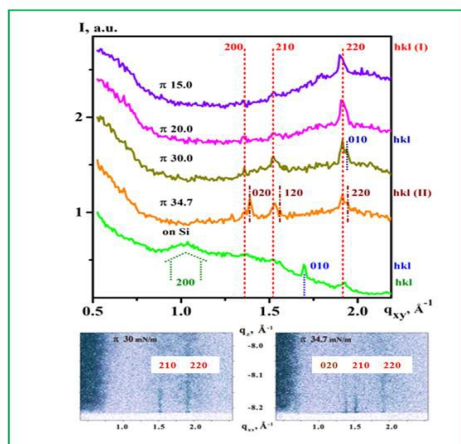 I, a.u.
200 210 220 hkl (I)
π 15.0
2
π 20.0
010 hkl
π 30.0
020 120 220 hkl (II)
π 34.7
1
on Si
010 hkl
200 hkl
0.5 1.0 1.5 2.0 qxy, Å-1
π 30 mN/m qz, Å-1 π 34.7 mN/m
-8.0
210 220 020 210 220
-8.1
-8.2
1.0 1.5 2.0 qxy, Å-1 1.0 1.5 2.0